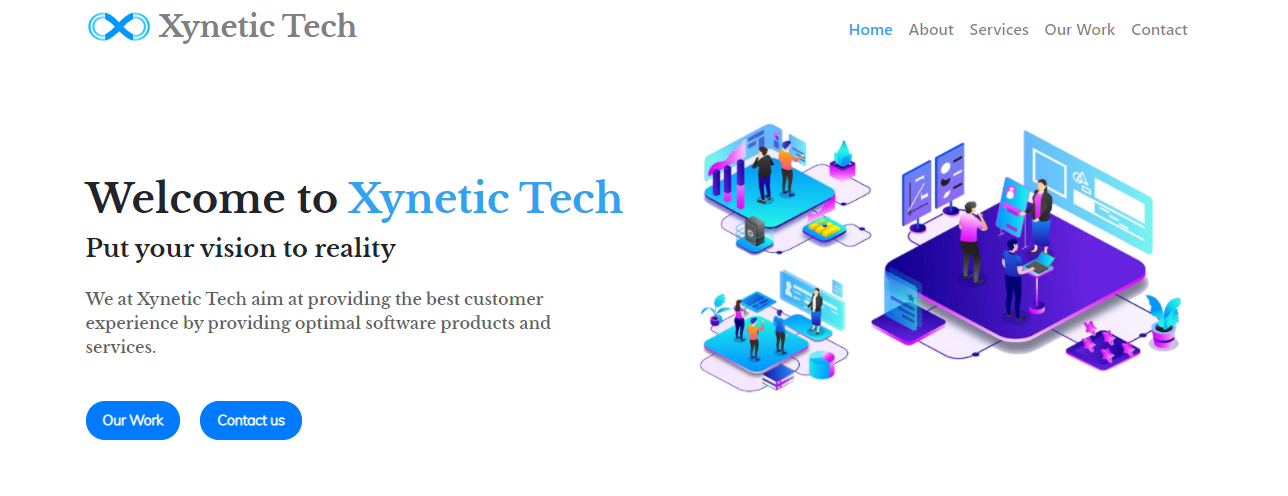 Xynetic Tech
Home About Services Our Work Contact
Welcome to Xynetic Tech
Put your vision to reality
We at Xynetic Tech aim at providing the best customer
experience by providing optimal software products and
services.
Our Work Contact us